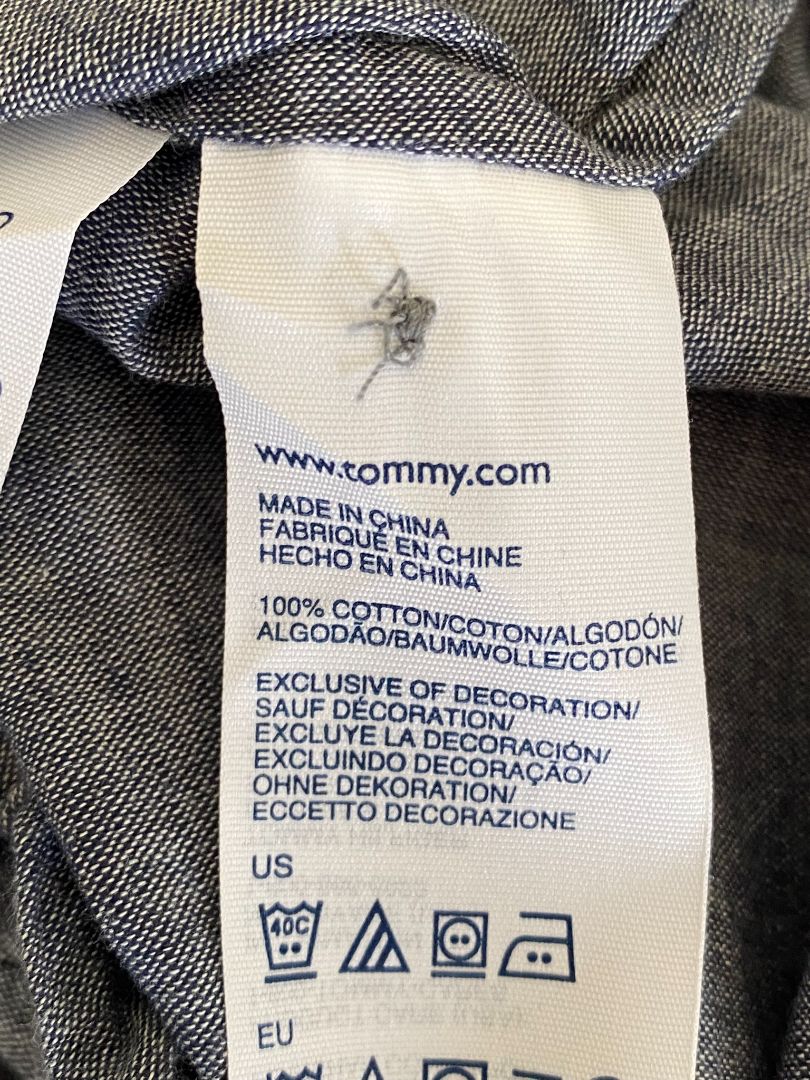 www.tommy.com
MADE IN CHINA
FABRIQUÉ EN CHINE
HECHO EN CHINA
100% COTTON/COTON/ALGODÓN/
ALGODÃO/BAUMWOLLE/COTONE
EXCLUSIVE OF DECORATION/
SAUF DÉCORATION/
EXCLUYE LA DECORACIÓN/
EXCLUINDO DECORAÇÃO/
OHNE DEKORATION/
ECCETTO DECORAZIONE
US
40C
EU